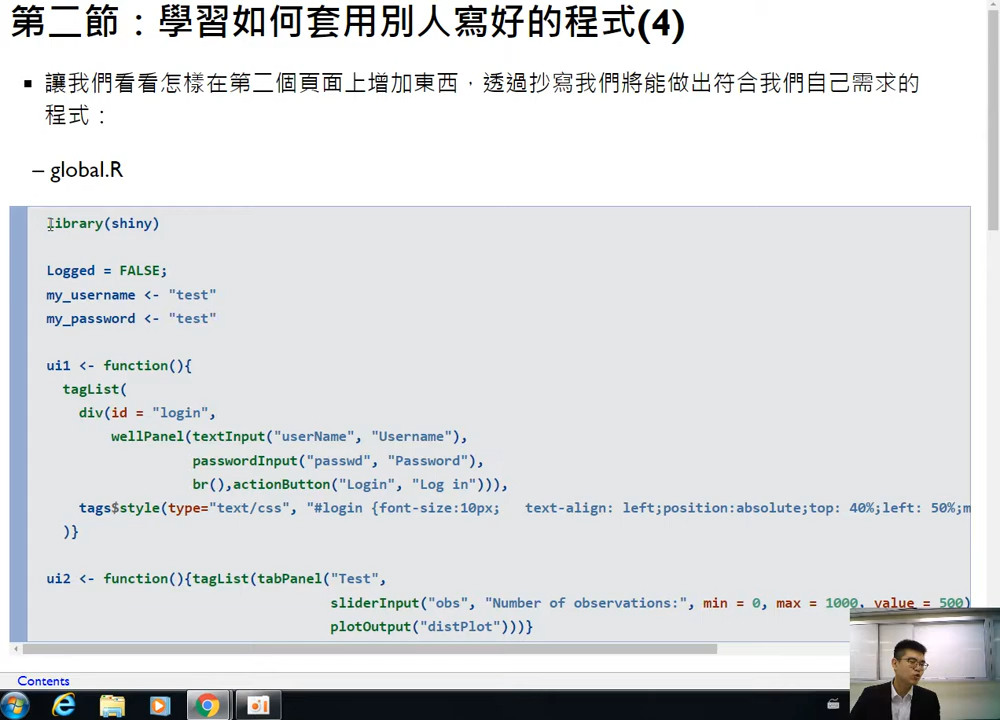 第二節：學習如何套用別人寫好的程式(4)
讓我們看看怎樣在第二個頁面上增加東西，透過抄寫我們將能做出符合我們自己需求的
程式：
– global.R
library(shiny)
Logged = FALSE;
my_username <- "test"
my_password <- "test"
ui1 <- function(){
tagList(
div(id = "login",
wellPanel(textInput("userName", "Username"),
passwordInput("passwd", "Password"),
br(),actionButton("Login", "Log in"))),
tags$style(type="text/css", "#login {font-size:10px;   text-align: left;position:absolute;top: 40%;left: 50%;m
)}
ui2 <- function(){tagList(tabPanel("Test",
sliderInput("obs", "Number of observations:", min = 0, max = 1000, value = 500)
plotOutput("distPlot")))}
Contents